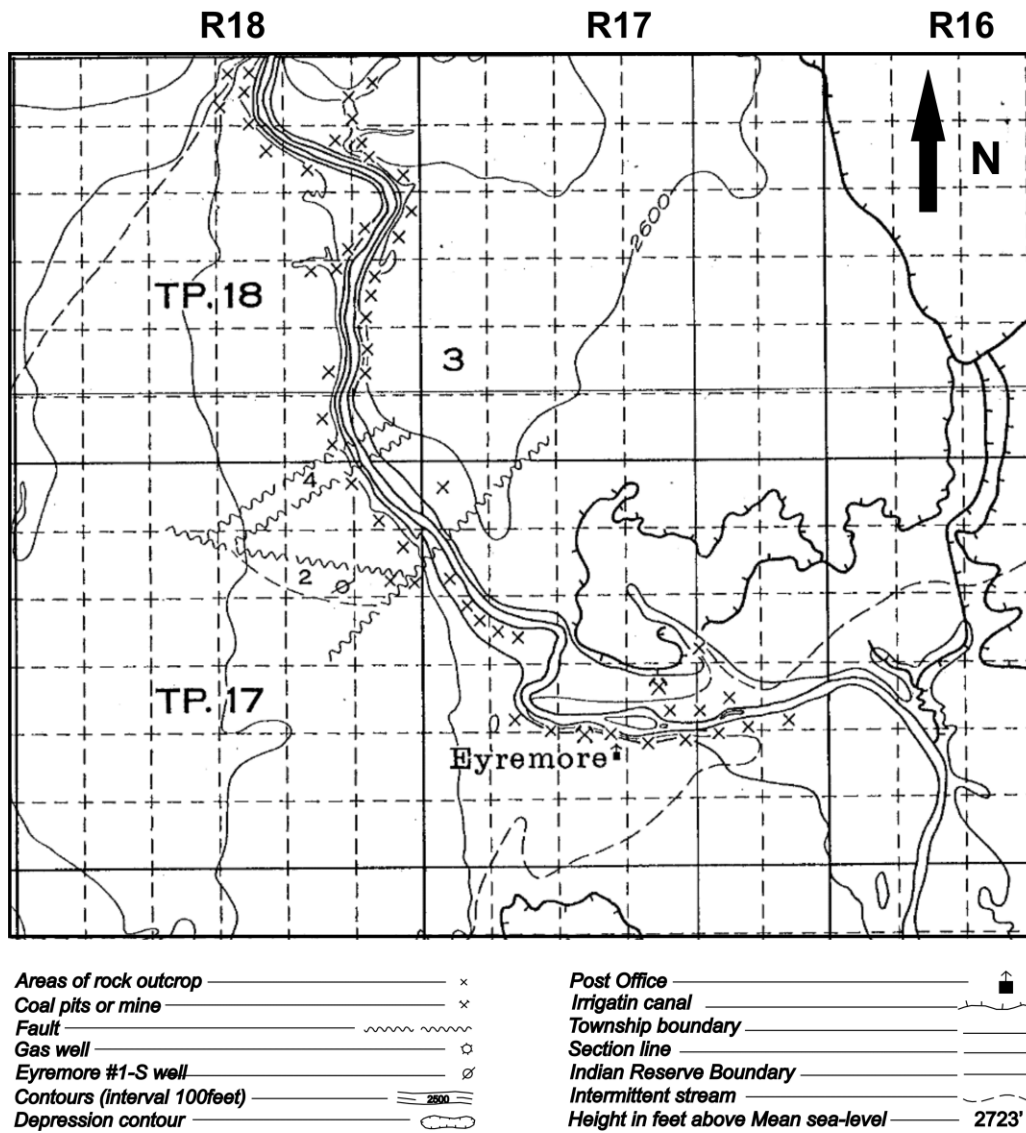 R18 R17 R16
N
2600
TP. 18
3
4
2
TP. 17
Eyremore
Areas of rock outcrop
Coal pits or mine
Fault
Gas well
Eyremore #1-S well
Contours (interval 100feet) 2500
Depression contour
Post Office
Irrigatin canal
Township boundary
Section line
Indian Reserve Boundary
Intermittent stream
Height in feet above Mean sea-level 2723'